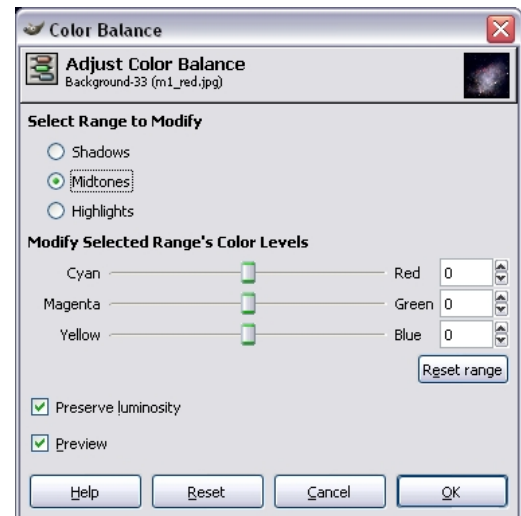 Color Balance
Adjust Color Balance
Background-33 (m1_red.jpg)
Select Range to Modify
Shadows
Midtones
Highlights
Modify Selected Range's Color Levels
Cyan Red 0
Magenta Green 0
Yellow Blue 0
Reset range
Preserve luminosity
Preview
Help Reset Cancel OK